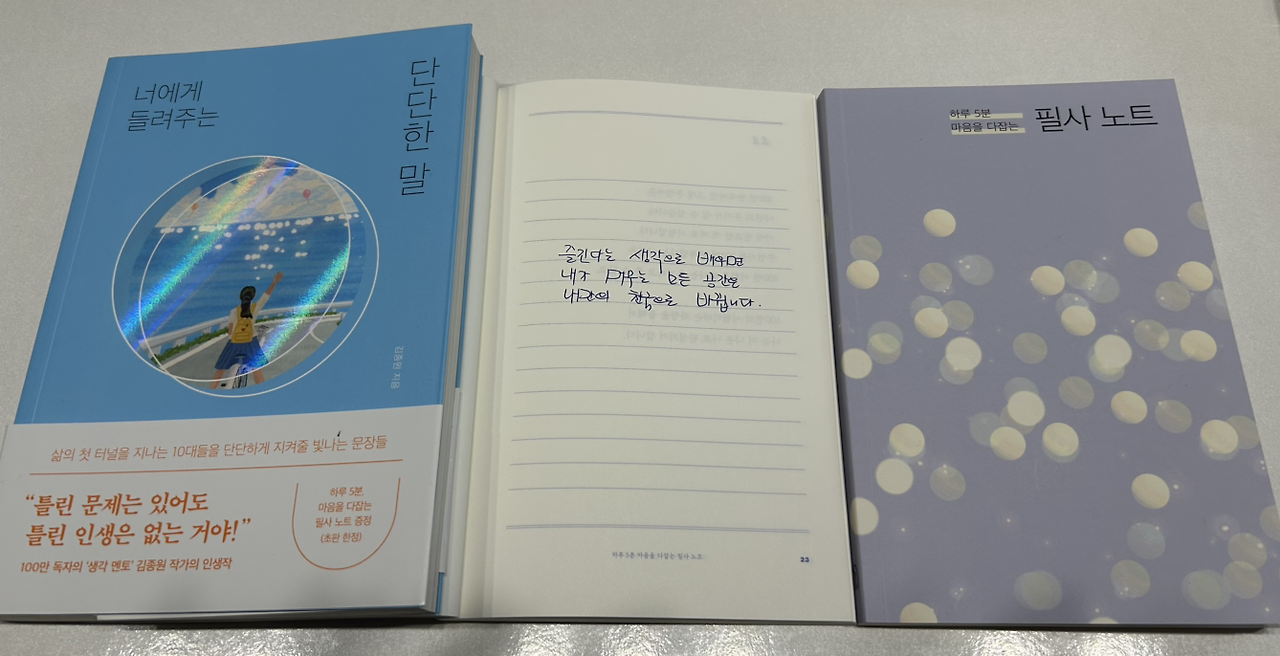 너에게
들려주는
단단한 말
김종원 지음
삶의 첫 터널을 지나는 10대들을 단단하게 지켜줄 빛나는 문장들
“틀린 문제는 있어도
틀린 인생은 없는 거야!”
100만 독자의 ‘생각 멘토’ 김종원 작가의 인생작
하루 5분,
마음을 다잡는
필사 노트 증정
(초판 한정)
즐긴다는 생각으로 배우면
내가 배우는 모든 공간은
나만의 천국으로 바뀝니다.
하루 5분 마음을 다잡는 필사 노트
23
하루 5분
마음을 다잡는
필사 노트